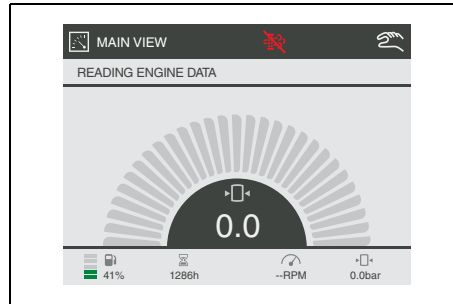 MAIN VIEW
READING ENGINE DATA
0.0
41% 1286h --RPM 0.0bar